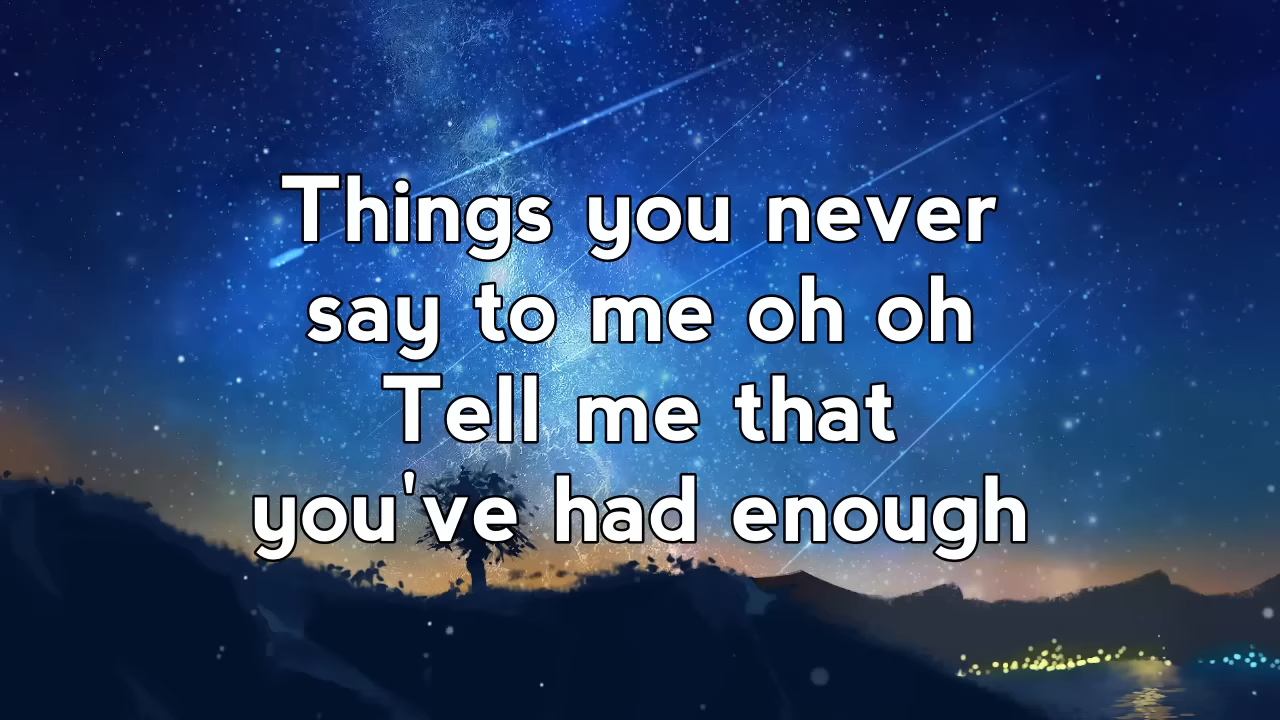 Things you never
say to me oh oh
Tell me that
you've had enough